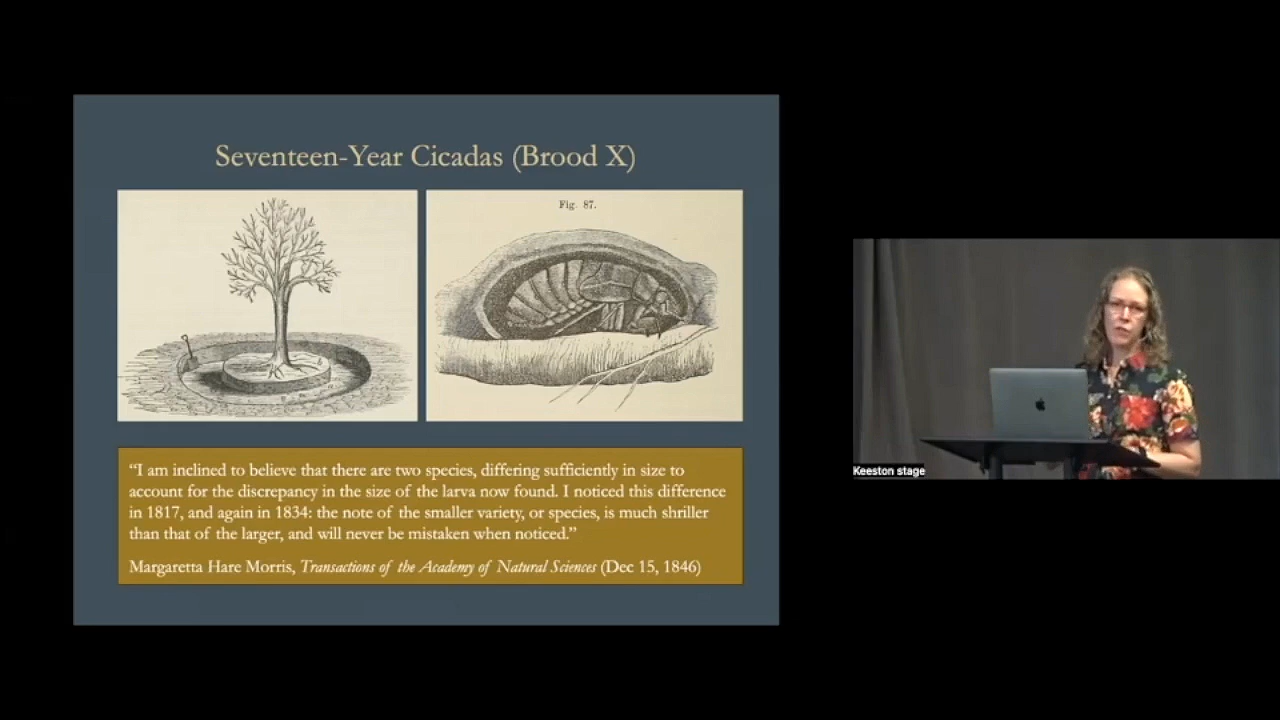 Seventeen-Year Cicadas (Brood X)
Fig. 87.
“I am inclined to believe that there are two species, differing sufficiently in size to
account for the discrepancy in the size of the larva now found. I noticed this difference
in 1817, and again in 1834: the note of the smaller variety, or species, is much shriller
than that of the larger, and will never be mistaken when noticed.”
Margaretta Hare Morris, Transactions of the Academy of Natural Sciences (Dec 15, 1846)
Keeston stage